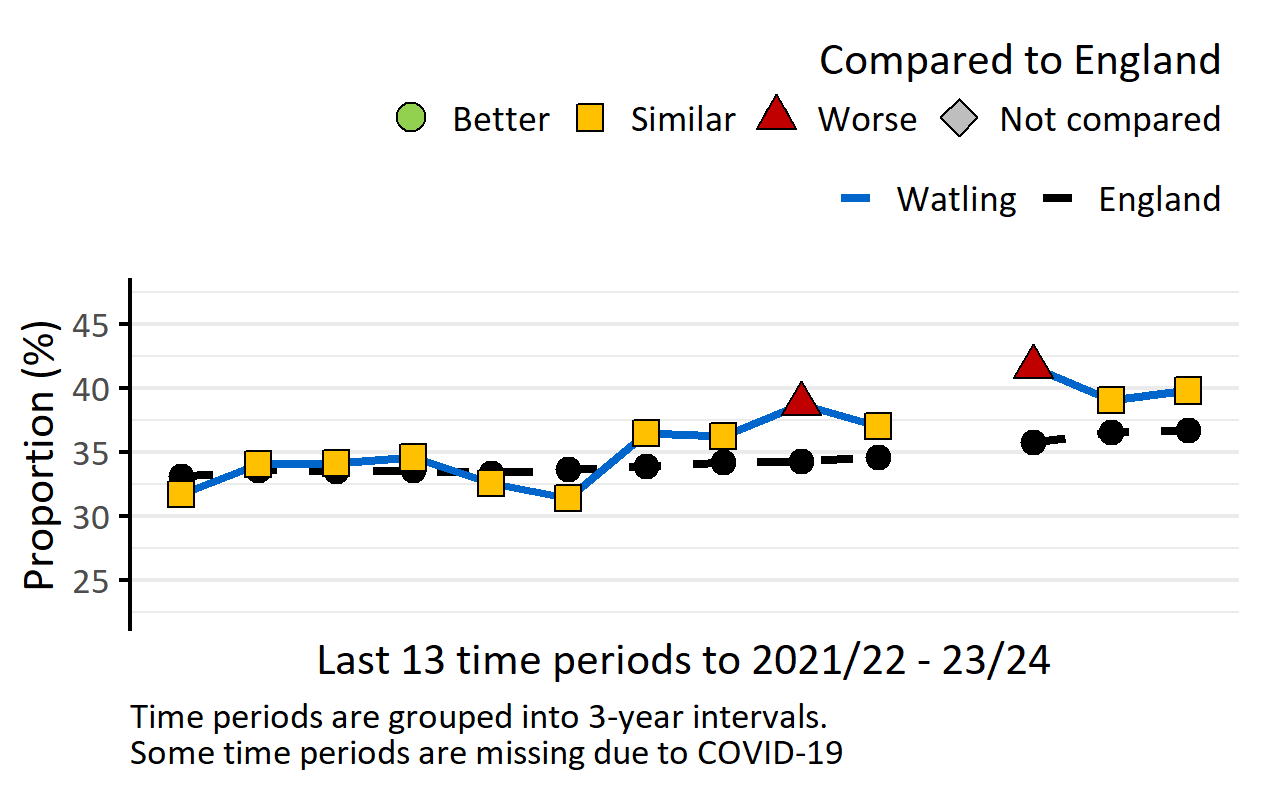 Compared to England
Better Similar Worse Not compared
Watling England
Proportion (%)
45
40
35
30
25
Last 13 time periods to 2021/22 - 23/24
Time periods are grouped into 3-year intervals.
Some time periods are missing due to COVID-19